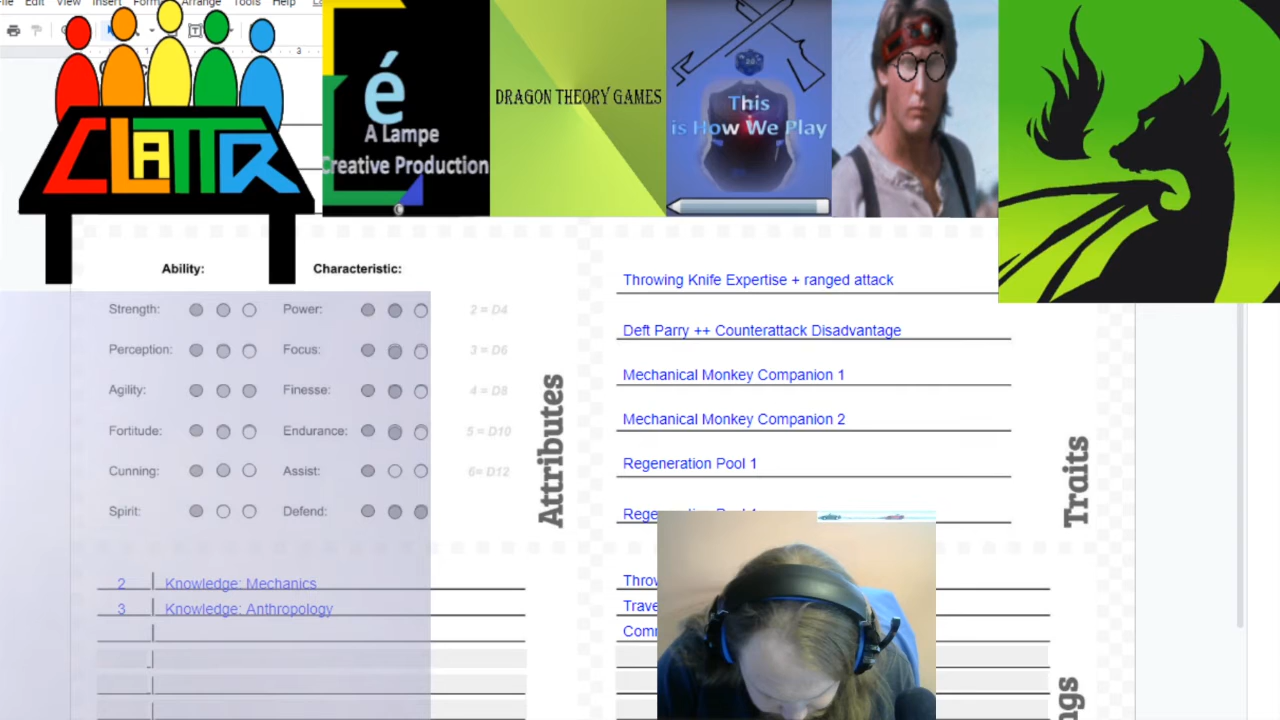 File Edit View Insert Arrange Tools Help
CLATTR
é
A Lampe
Creative Production
©
DRAGON THEORY GAMES
20
This
is How We Play
Ability:
Characteristic:
Strength:
Power:
2 = D4
Perception:
Focus:
3 = D6
Agility:
Finesse:
4 = D8
Fortitude:
Endurance:
5 = D10
Cunning:
Assist:
6= D12
Spirit:
Defend:
Attributes
2 Knowledge: Mechanics
3 Knowledge: Anthropology
Throwing Knife Expertise + ranged attack
Deft Parry ++ Counterattack Disadvantage
Mechanical Monkey Companion 1
Mechanical Monkey Companion 2
Regeneration Pool 1
Traits